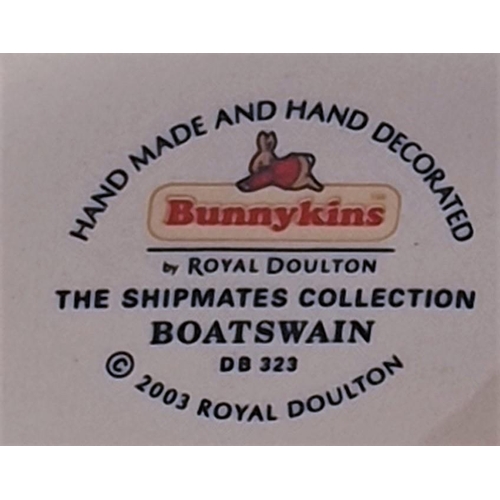 HAND MADE AND HAND DECORATED
Bunnykins
by ROYAL DOULTON
THE SHIPMATES COLLECTION
BOATSWAIN
DB 323
© 2003 ROYAL DOULTON